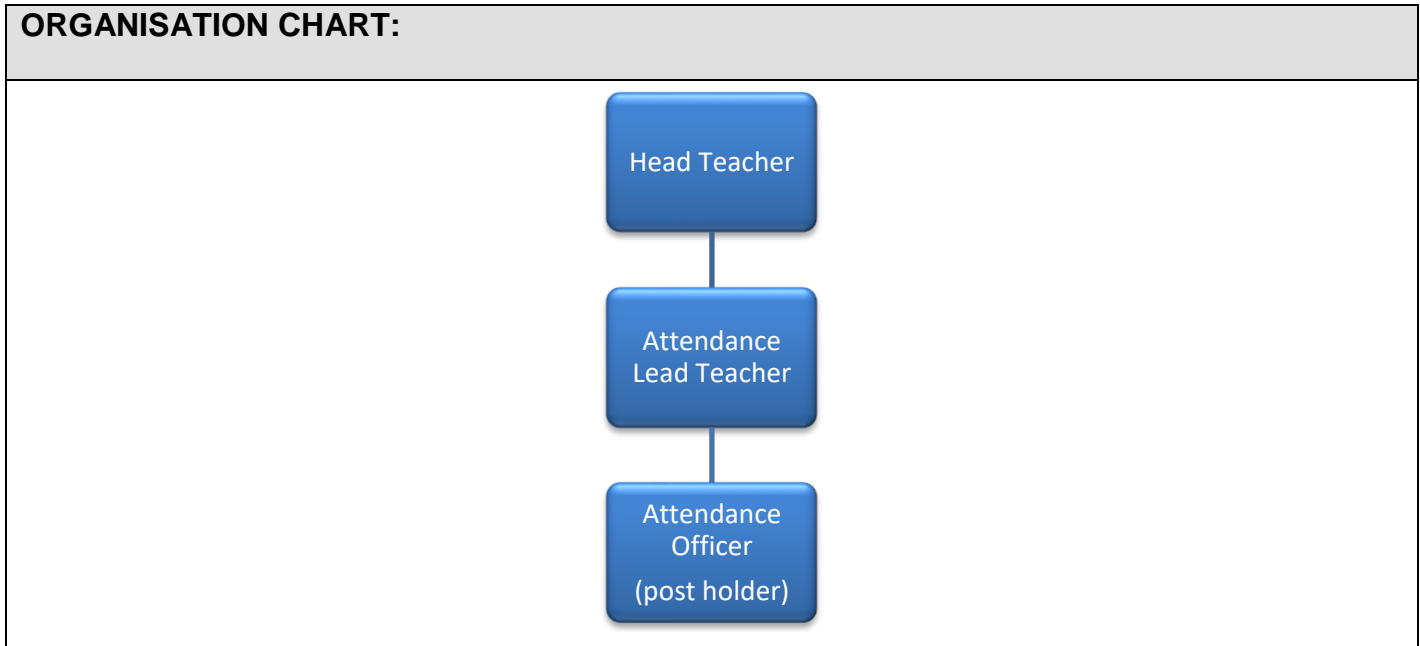 ORGANISATION CHART:
Head Teacher
Attendance
Lead Teacher
Attendance
Officer
(post holder)